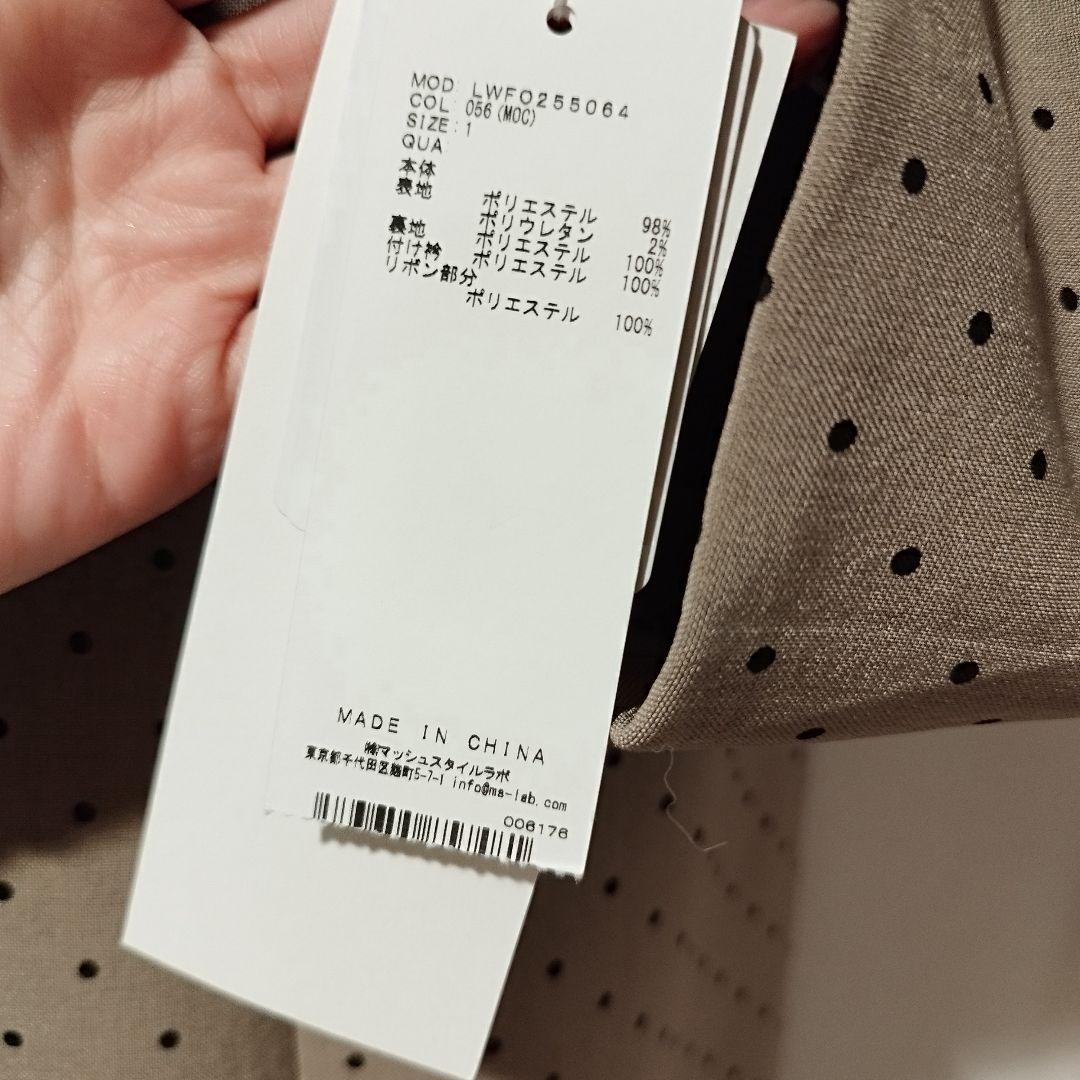 MOD: LWFO255064
COL: 056(MOC)
SIZE:1
QUA
本体
表地
ポリエステル 98%
ポリウレタン 2%
裏地 ポリエステル 100%
付け衿 ポリエステル 100%
リボン部分
ポリエステル 100%
MADE IN CHINA
㈱マッシュスタイルラボ
東京都千代田区麹町5-7-1 info@ms-lab.com
006176